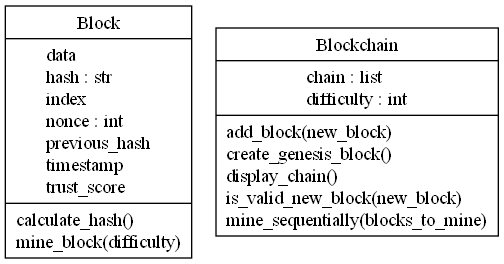 Block
data
hash : str
index
nonce : int
previous_hash
timestamp
trust_score
calculate_hash()
mine_block(difficulty)
Blockchain
chain : list
difficulty : int
add_block(new_block)
create_genesis_block()
display_chain()
is_valid_new_block(new_block)
mine_sequentially(blocks_to_mine)